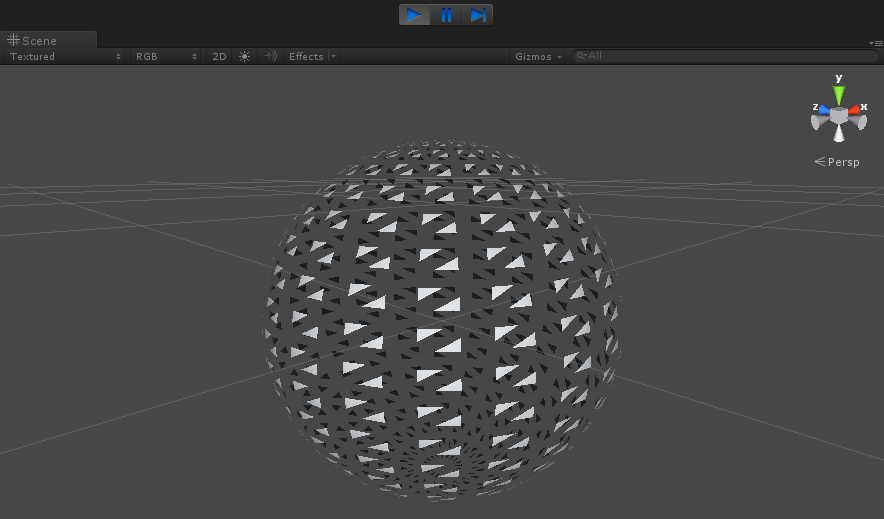 Scene
Textured RGB 2D Effects Gizmos All
y
z x
Persp